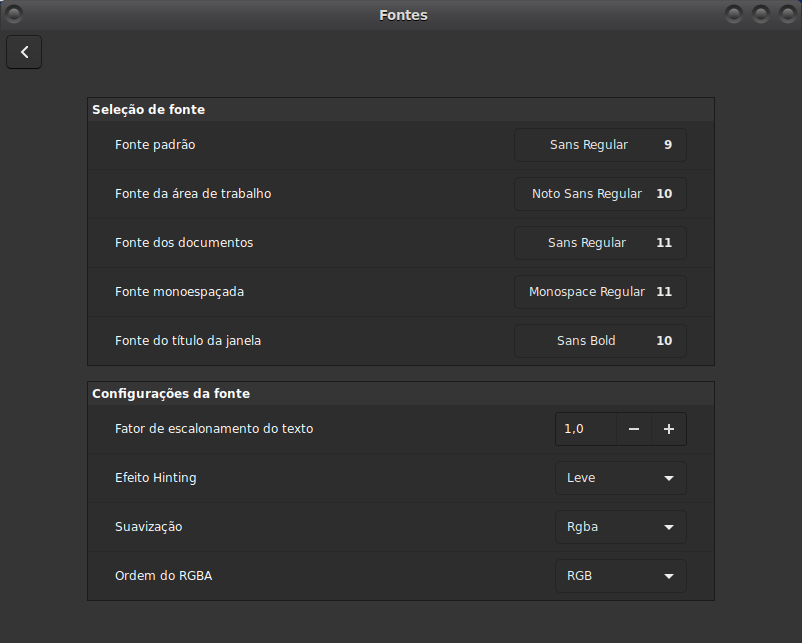 Fontes
Seleção de fonte
Fonte padrão Sans Regular 9
Fonte da área de trabalho Noto Sans Regular 10
Fonte dos documentos Sans Regular 11
Fonte monoespaçada Monospace Regular 11
Fonte do título da janela Sans Bold 10
Configurações da fonte
Fator de escalonamento do texto 1,0 − +
Efeito Hinting Leve
Suavização Rgba
Ordem do RGBA RGB